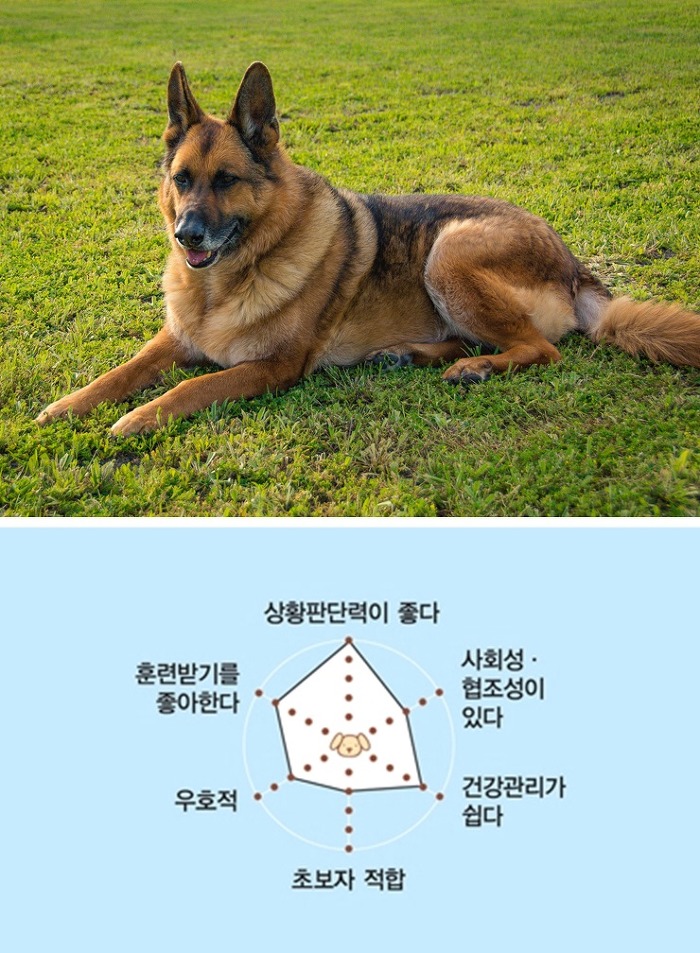 상황판단력이 좋다
훈련받기를
좋아한다
사회성 ·
협조성이
있다
우호적
건강관리가
쉽다
초보자 적합